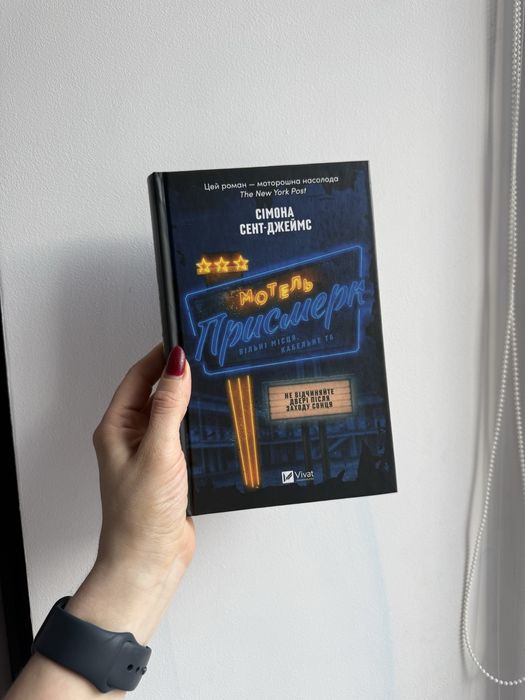 Цей роман — моторошна насолода
The New York Post
СІМОНА
СЕНТ-ДЖЕЙМС
МОТЕЛЬ
Присмерк
ВІЛЬНІ МІСЦЯ,
КАБЕЛЬНЕ ТБ
НЕ ВІДЧИНЯЙТЕ
ДВЕРІ ПІСЛЯ
ЗАХОДУ СОНЦЯ
Vivat